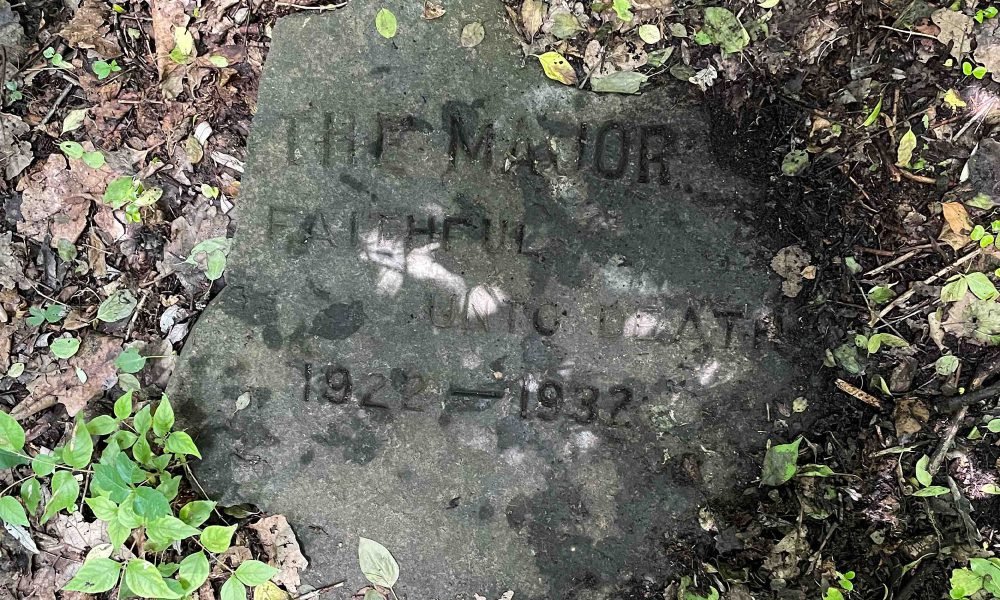 THE MAJOR
FAITHFUL
UNTO DEATH
1922 — 1932